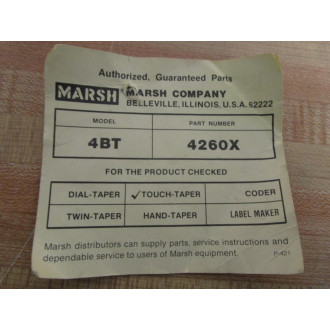 Authorized, Guaranteed Parts
MARSH MARSH COMPANY
BELLEVILLE, ILLINOIS, U.S.A. 62222
MODEL PART NUMBER
4BT 4260X
FOR THE PRODUCT CHECKED
DIAL-TAPER ✓TOUCH-TAPER CODER
TWIN-TAPER HAND-TAPER LABEL MAKER
Marsh distributors can supply parts, service instructions and
dependable service to users of Marsh equipment. P-421